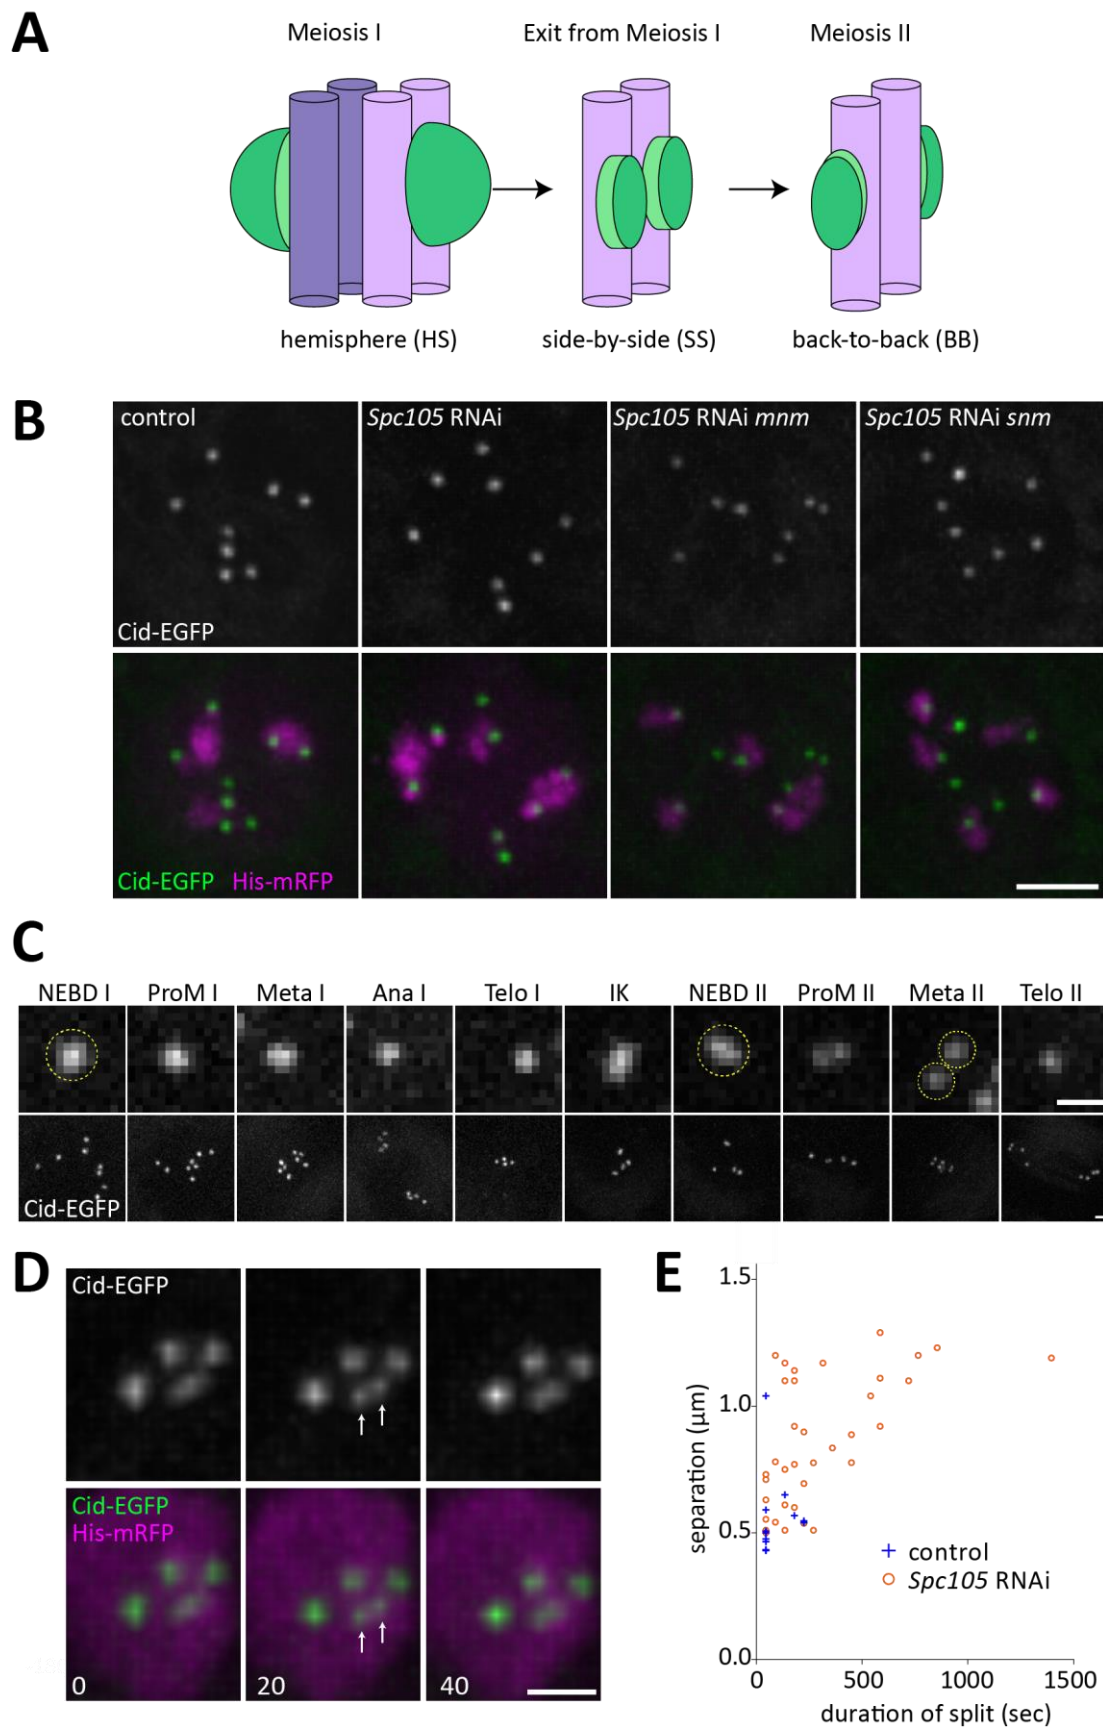 A
Meiosis I
Exit from Meiosis I
Meiosis II
hemisphere (HS)
side-by-side (SS)
back-to-back (BB)
B
control
Spc105 RNAi
Spc105 RNAi mnm
Spc105 RNAi snm
Cid-EGFP
Cid-EGFP His-mRFP
C
NEBD I
ProM I
Meta I
Ana I
Telo I
IK
NEBD II
ProM II
Meta II
Telo II
Cid-EGFP
D
Cid-EGFP
Cid-EGFP
His-mRFP
0
20
40
E
1.5
1.0
0.5
0.0
separation (µm)
control
Spc105 RNAi
0
500
1000
1500
duration of split (sec)